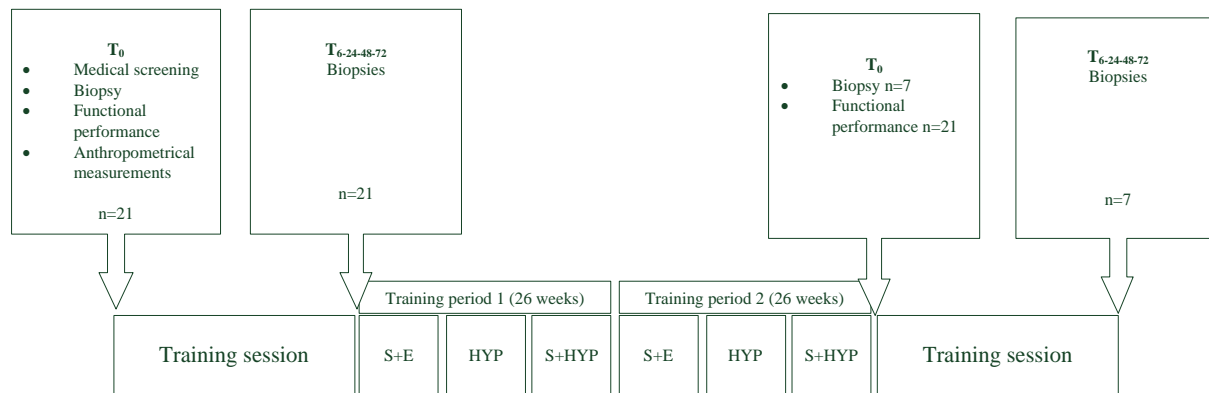 T0
• Medical screening
• Biopsy
• Functional
performance
• Anthropometrical
measurements
n=21
T6-24-48-72
Biopsies
n=21
T0
• Biopsy n=7
• Functional
performance n=21
T6-24-48-72
Biopsies
n=7
Training period 1 (26 weeks)
Training period 2 (26 weeks)
Training session
S+E
HYP
S+HYP
S+E
HYP
S+HYP
Training session